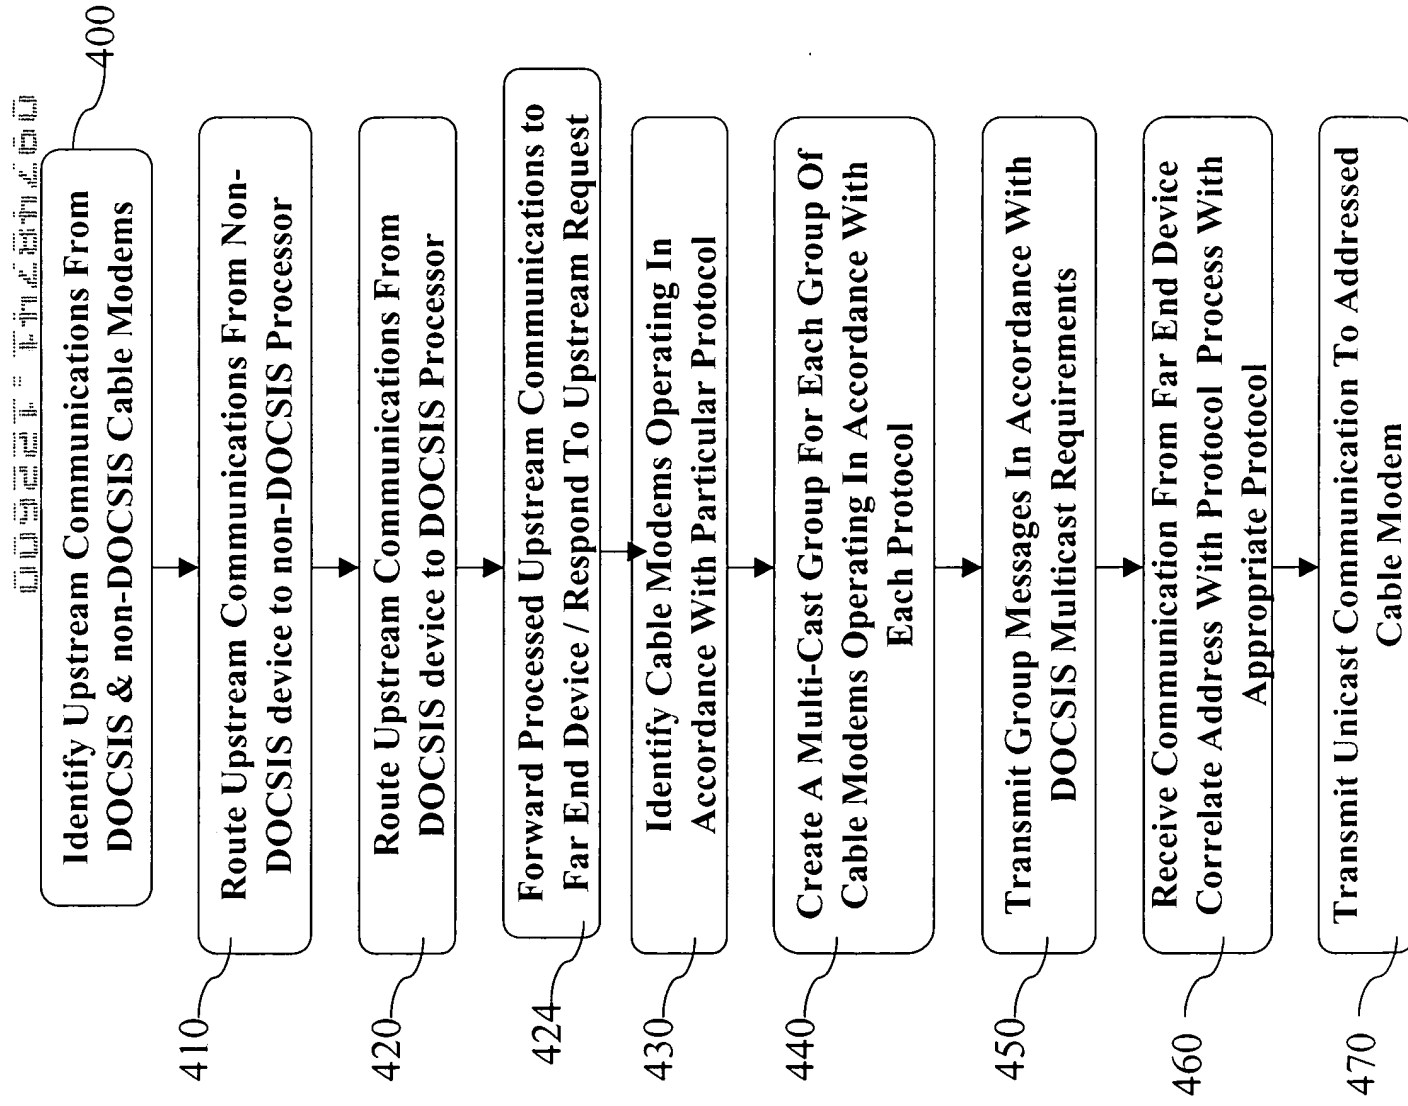 400
Identify Upstream Communications From
DOCSIS & non-DOCSIS Cable Modems
410
Route Upstream Communications From Non-
DOCSIS device to non-DOCSIS Processor
420
Route Upstream Communications From
DOCSIS device to DOCSIS Processor
424
Forward Processed Upstream Communications to
Far End Device / Respond To Upstream Request
430
Identify Cable Modems Operating In
Accordance With Particular Protocol
440
Create A Multi-Cast Group For Each Group Of
Cable Modems Operating In Accordance With
Each Protocol
450
Transmit Group Messages In Accordance With
DOCSIS Multicast Requirements
460
Receive Communication From Far End Device
Correlate Address With Protocol Process With
Appropriate Protocol
470
Transmit Unicast Communication To Addressed
Cable Modem